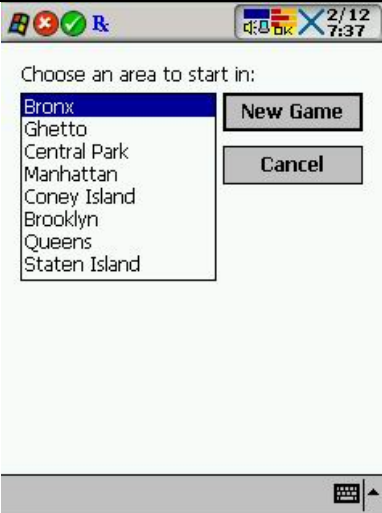 ℞ OK 2/12
7:37
Choose an area to start in:
Bronx
New Game
Ghetto
Central Park
Manhattan
Cancel
Coney Island
Brooklyn
Queens
Staten Island